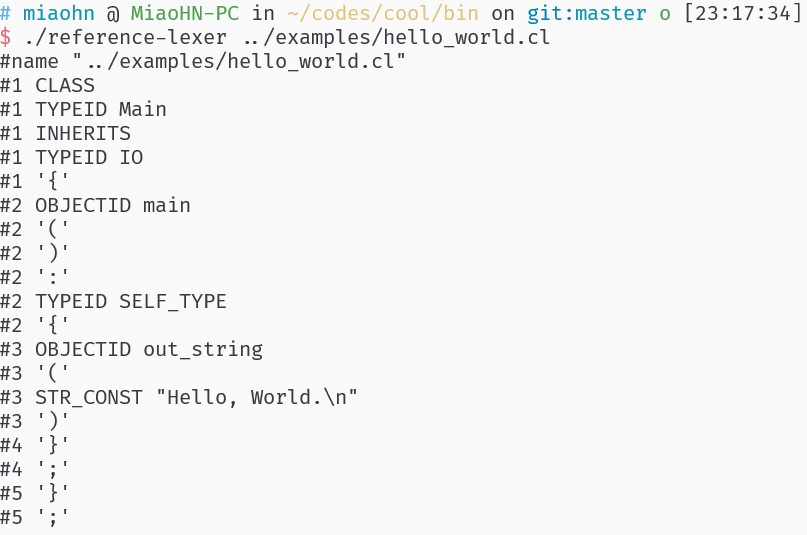 # miaohn @ MiaoHN-PC in ~/codes/cool/bin on git:master o [23:17:34]
$ ./reference-lexer ../examples/hello_world.cl
#name "../examples/hello_world.cl"
#1 CLASS
#1 TYPEID Main
#1 INHERITS
#1 TYPEID IO
#1 '{'
#2 OBJECTID main
#2 '('
#2 ')'
#2 ':'
#2 TYPEID SELF_TYPE
#2 '{'
#3 OBJECTID out_string
#3 '('
#3 STR_CONST "Hello, World.\n"
#3 ')'
#4 '}'
#4 ';'
#5 '}'
#5 ';'